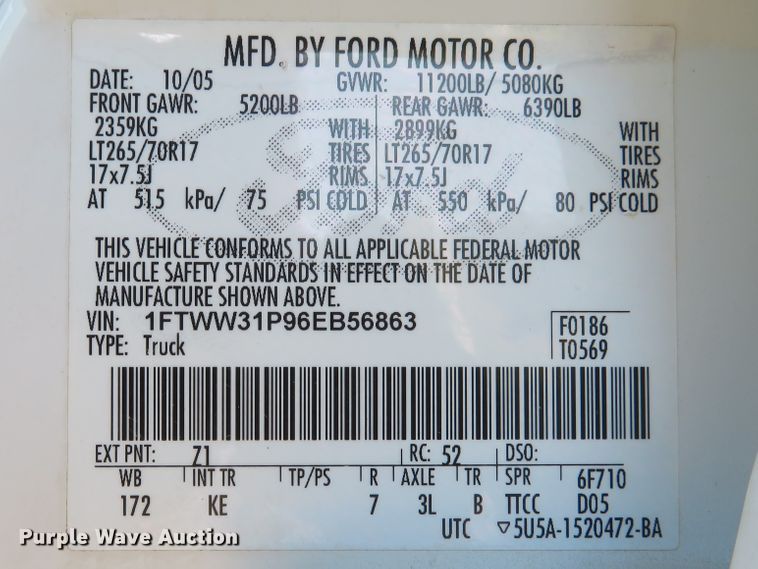 MFD. BY FORD MOTOR CO.
DATE: 10/05 GVWR: 11200LB/ 5080KG
FRONT GAWR: 5200LB REAR GAWR: 6390LB
2359KG WITH 2899KG WITH
LT265/70R17 TIRES LT265/70R17 TIRES
17x7.5J RIMS 17x7.5J RIMS
AT 515 kPa/ 75 PSI COLD AT 550 kPa/ 80 PSI COLD
Ford
THIS VEHICLE CONFORMS TO ALL APPLICABLE FEDERAL MOTOR
VEHICLE SAFETY STANDARDS IN EFFECT ON THE DATE OF
MANUFACTURE SHOWN ABOVE.
VIN: 1FTWW31P96EB56863 F0186
TYPE: Truck T0569
EXT PNT: Z1 RC: 52 DSO:
WB INT TR TP/PS R AXLE TR SPR 6F710
172 KE 7 3L B TTCC D05
UTC ▽5U5A-1520472-BA
Purple Wave Auction